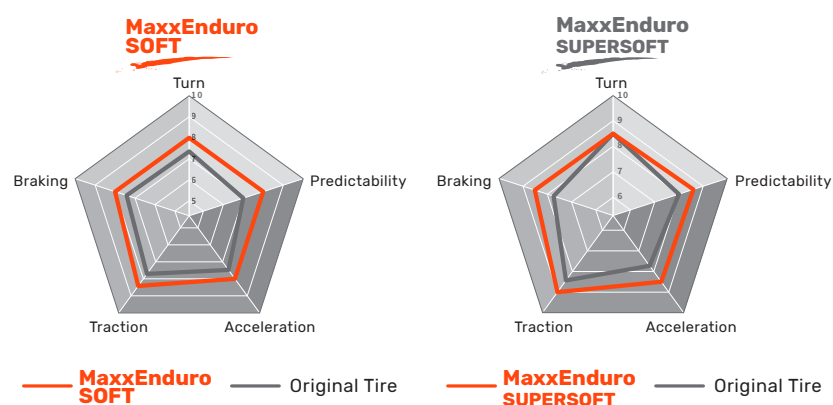 MaxxEnduro
SOFT
Turn
10
9
8
7
6
5
Braking
Predictability
Traction
Acceleration
MaxxEnduro
SOFT
Original Tire
MaxxEnduro
SUPERSOFT
Turn
10
9
8
7
6
Braking
Predictability
Traction
Acceleration
MaxxEnduro
SUPERSOFT
Original Tire